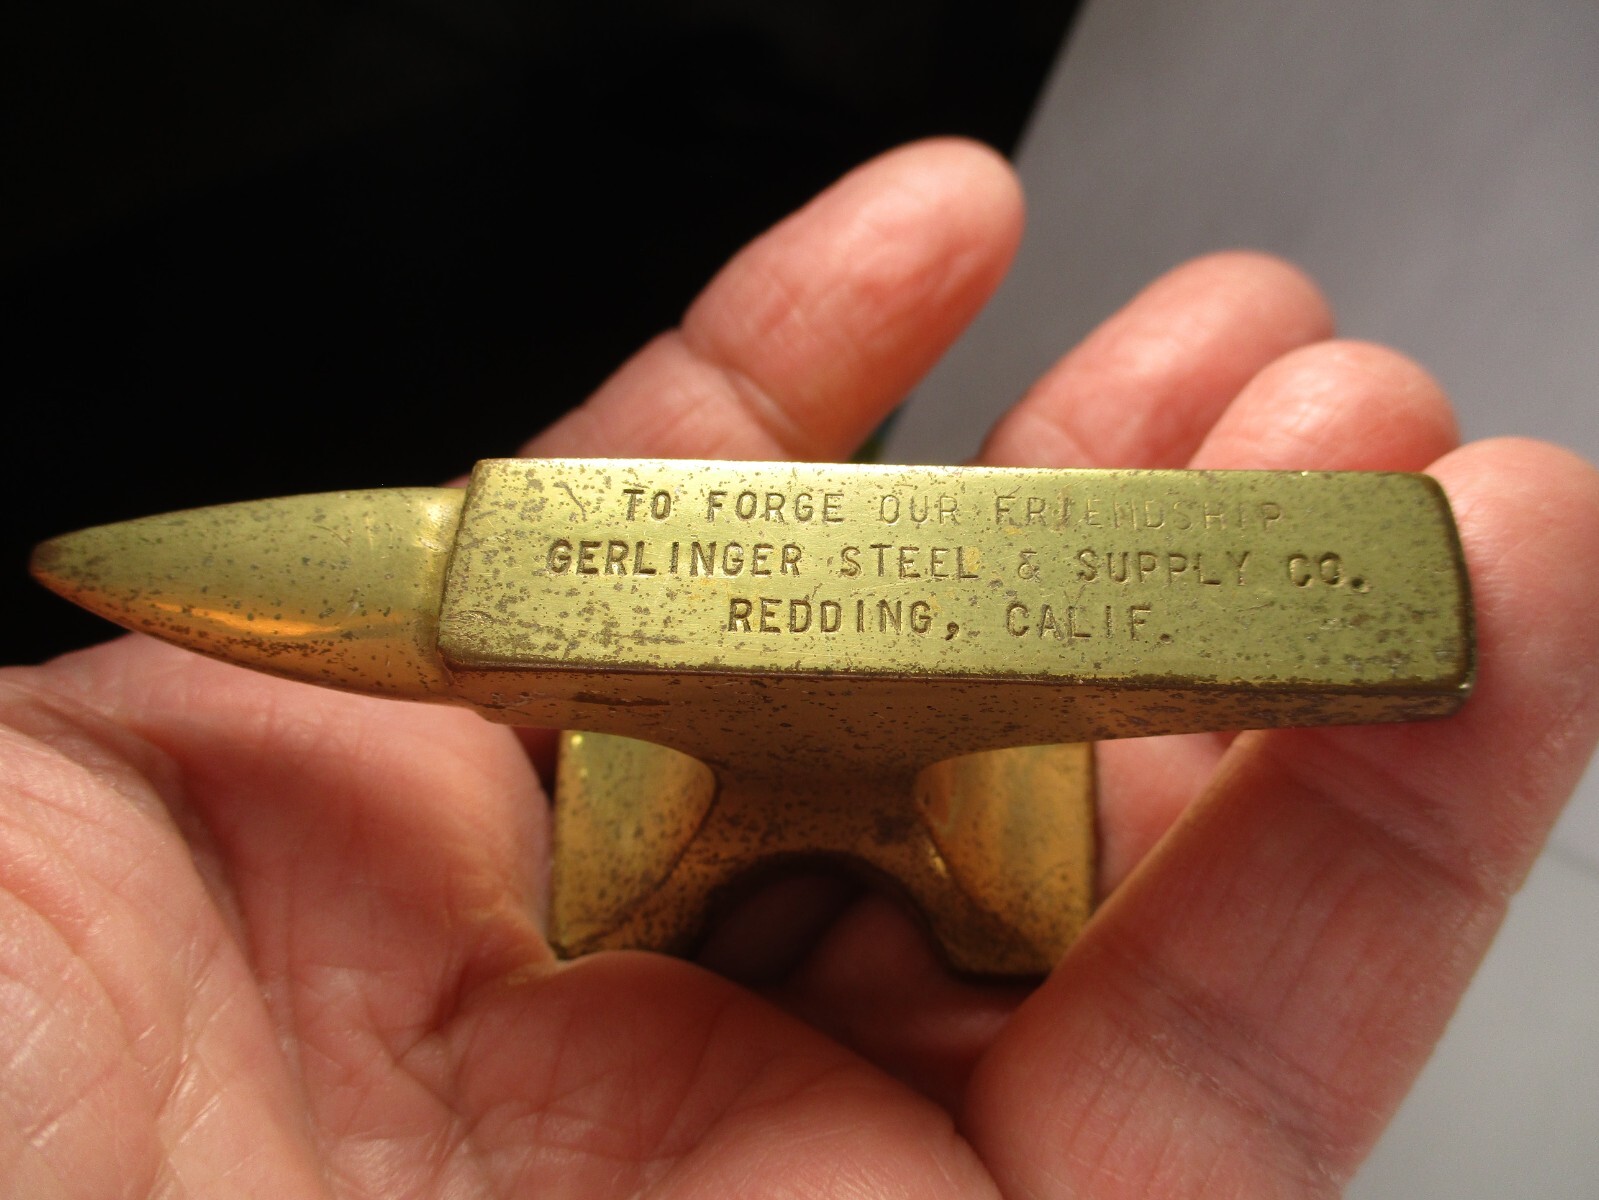 TO FORGE OUR FRIENDSHIP
GERLINGER STEEL & SUPPLY CO.
REDDING, CALIF.